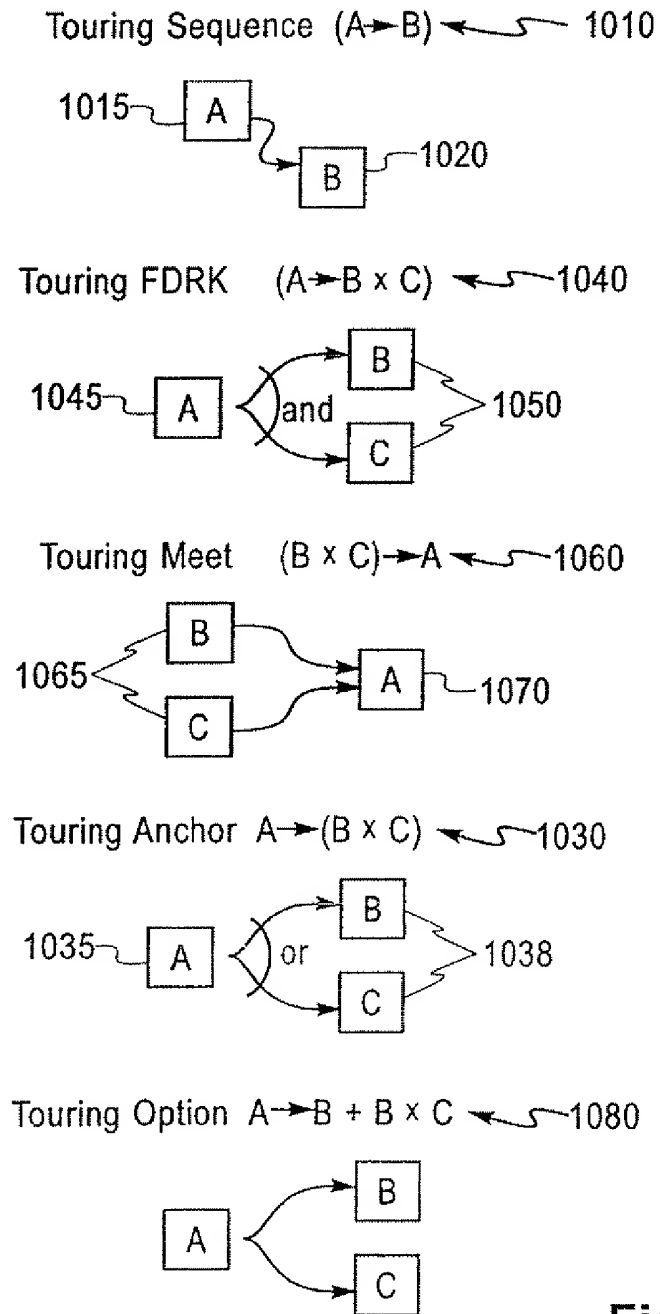 Touring Sequence (A→B) 1010
1015 A
B 1020
Touring FDRK (A→B x C) 1040
B
1045 A and 1050
C
Touring Meet (B x C)→A 1060
B
1065 A 1070
C
Touring Anchor A→(B x C) 1030
B
1035 A or 1038
C
Touring Option A→B + B x C 1080
B
A
C